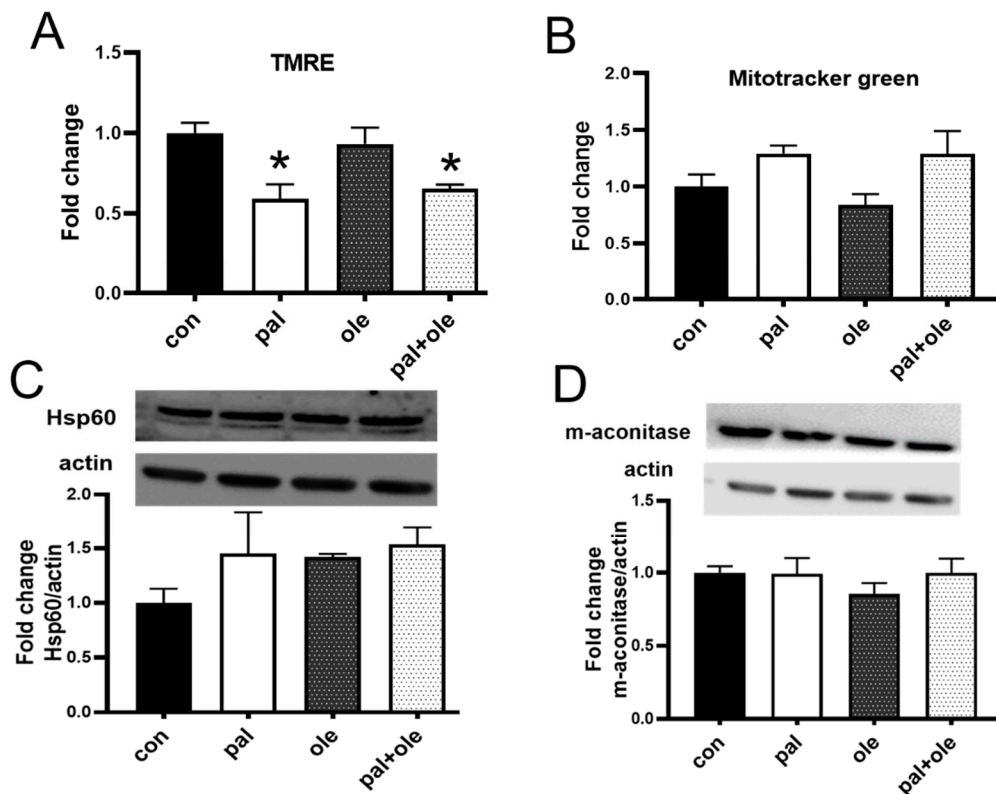 A
TMRE
Fold change
1.5
1.0
0.5
0.0
*
*
con
pal
ole
pal+ole
B
Mitotracker green
Fold change
2.0
1.5
1.0
0.5
0.0
con
pal
ole
pal+ole
C
Hsp60
actin
Fold change
Hsp60/actin
2.0
1.5
1.0
0.5
0.0
con
pal
ole
pal+ole
D
m-aconitase
actin
Fold change
m-aconitase/actin
1.5
1.0
0.5
0.0
con
pal
ole
pal+ole